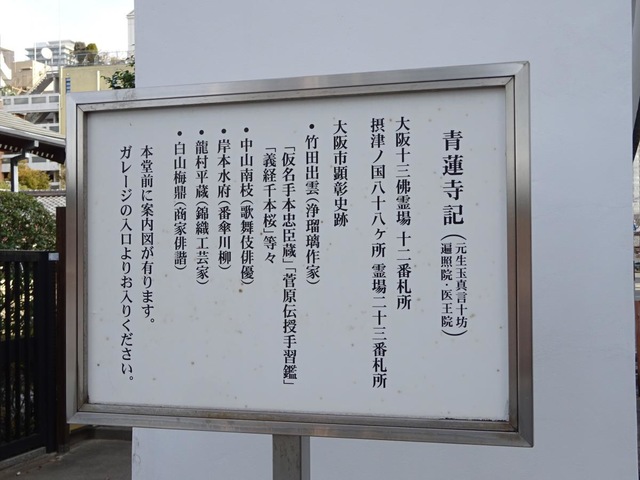 青蓮寺記(元生玉真言十坊
遍照院・医王院)
大阪十三佛霊場 十二番札所
摂津ノ国八十八ヶ所 霊場二十三番札所
大阪市顕彰史跡
●竹田出雲(浄瑠璃作家)
「仮名手本忠臣蔵」「菅原伝授手習鑑」
「義経千本桜」等々
●中山南枝(歌舞伎俳優)
●岸本水府(番傘川柳)
●龍村平蔵(錦織工芸家)
●白山梅鼎(商家俳諧)
本堂前に案内図が有ります。
ガレージの入口よりお入りください。